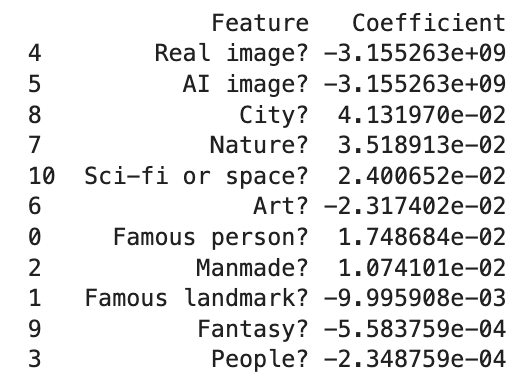 Feature Coefficient
4 Real image? -3.155263e+09
5 AI image? -3.155263e+09
8 City? 4.131970e-02
7 Nature? 3.518913e-02
10 Sci-fi or space? 2.400652e-02
6 Art? -2.317402e-02
0 Famous person? 1.748684e-02
2 Manmade? 1.074101e-02
1 Famous landmark? -9.995908e-03
9 Fantasy? -5.583759e-04
3 People? -2.348759e-04